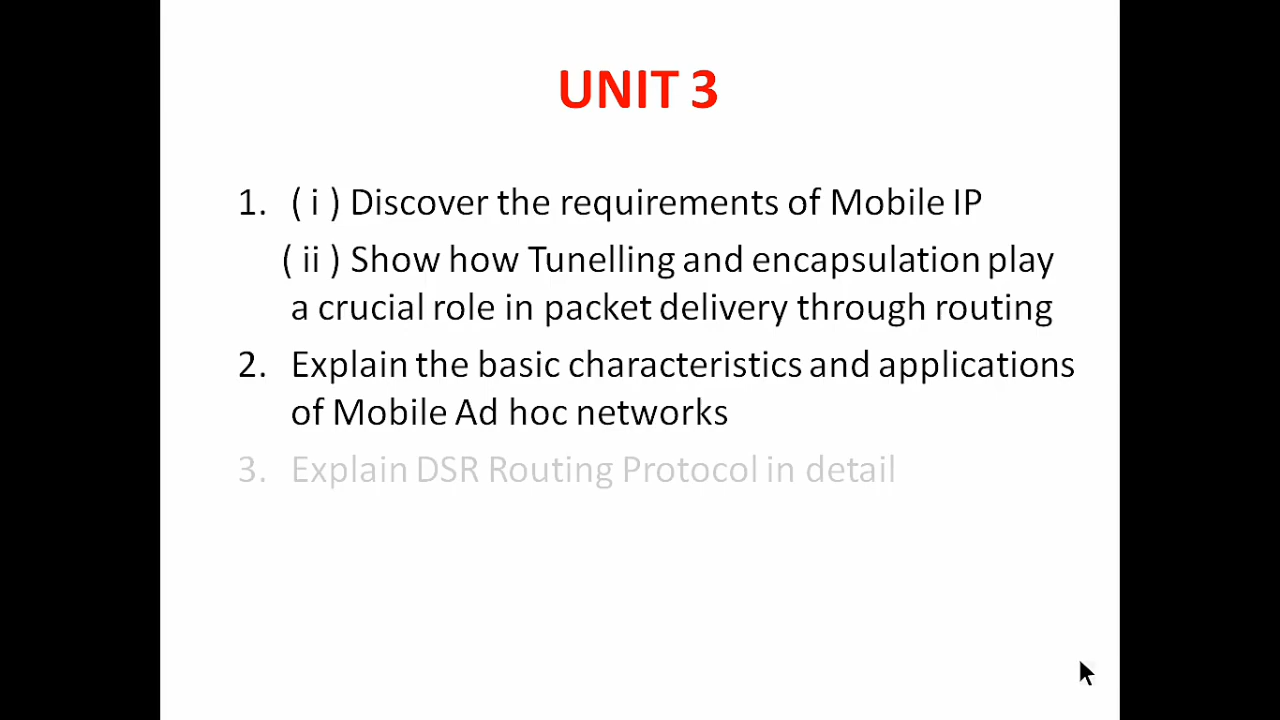 UNIT 3
1. ( i ) Discover the requirements of Mobile IP
( ii ) Show how Tunelling and encapsulation play
a crucial role in packet delivery through routing
2. Explain the basic characteristics and applications
of Mobile Ad hoc networks
3. Explain DSR Routing Protocol in detail